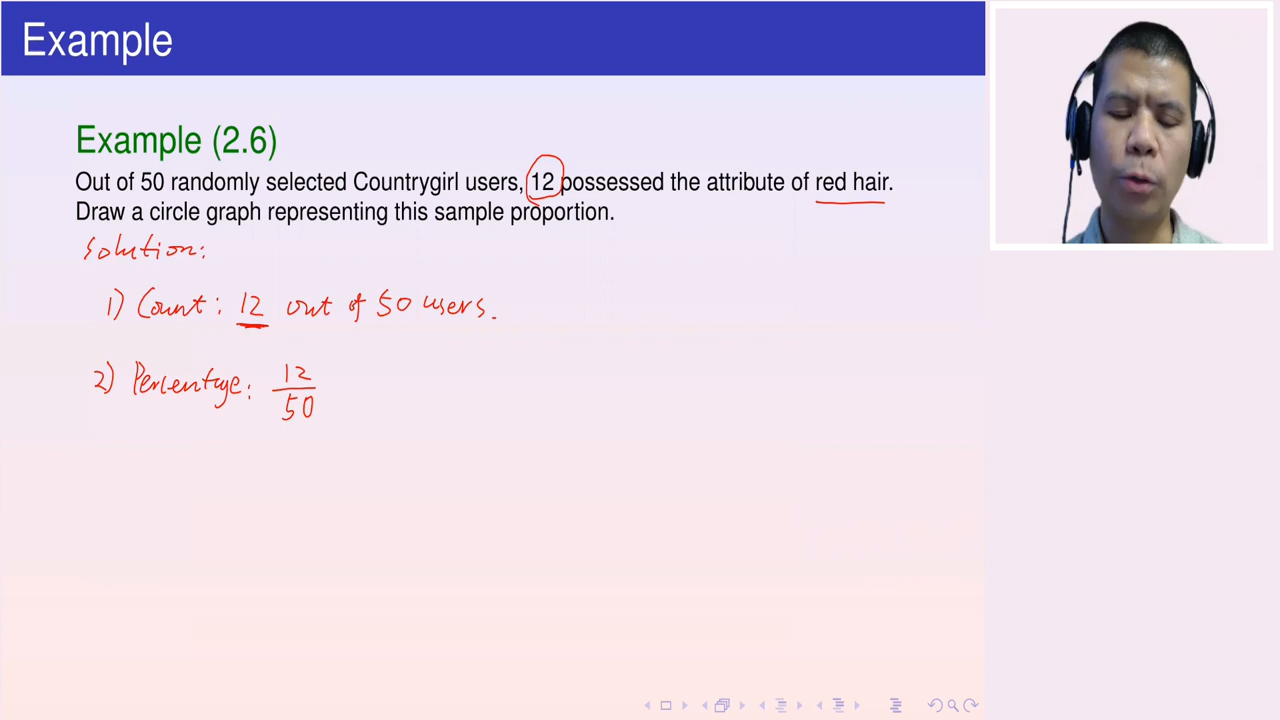 Example
Example (2.6)
Out of 50 randomly selected Countrygirl users, 12 possessed the attribute of red hair.
Draw a circle graph representing this sample proportion.
Solution:
1) Count: 12 out of 50 users.
2) Percentage: 12/50